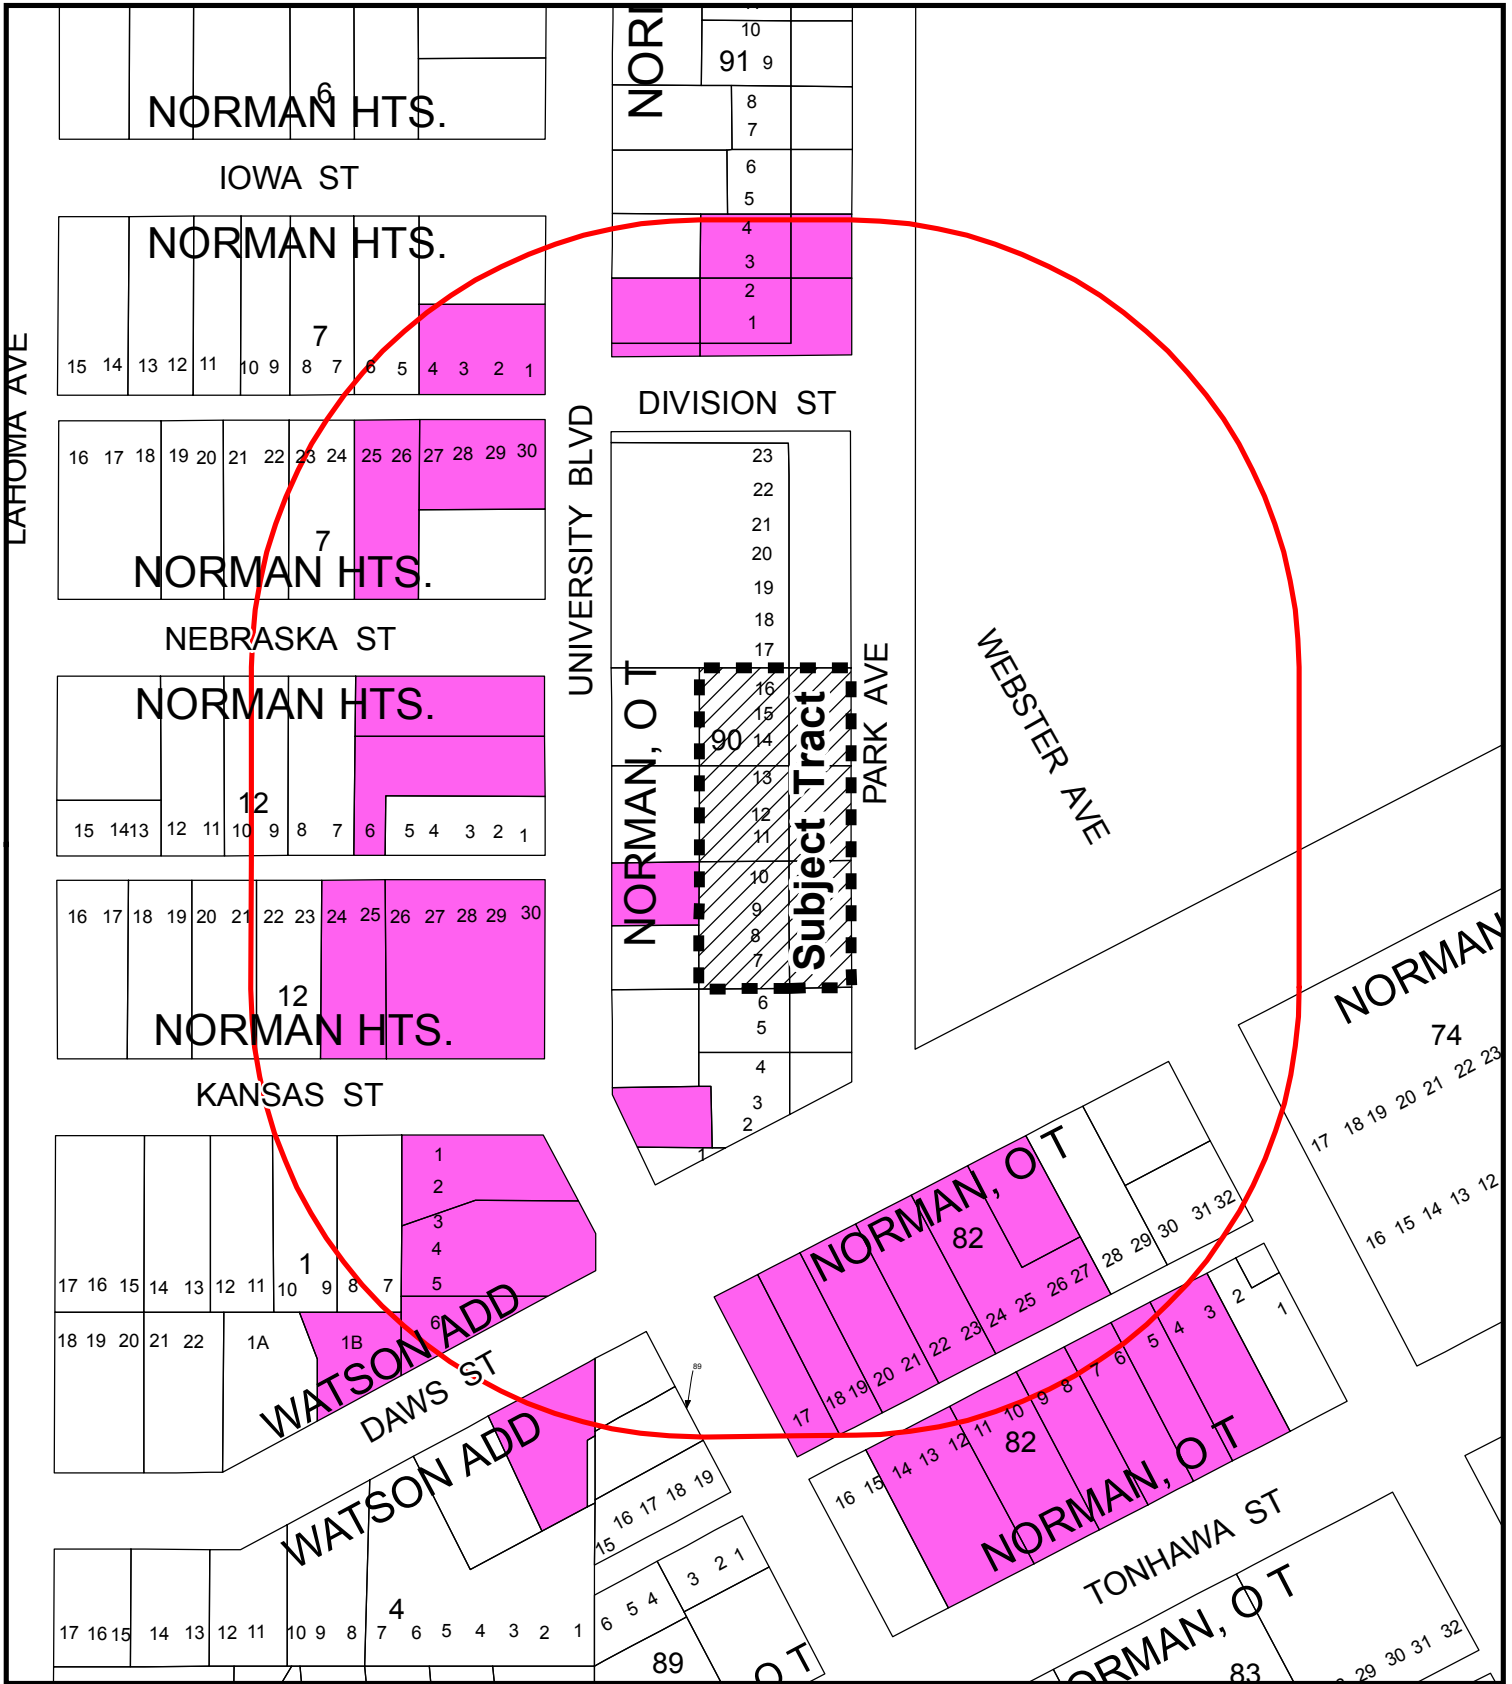 10
91 9
NORMAN HTS.
6
8
7
IOWA ST
6
5
NORMAN HTS.
4
3
2
1
7
15 14 13 12 11 10 9 8 7 6 5 4 3 2 1
LAHOMA AVE
DIVISION ST
UNIVERSITY BLVD
16 17 18 19 20 21 22 23 24 25 26 27 28 29 30
23
22
21
20
19
18
17
7
NORMAN HTS.
NEBRASKA ST
WEBSTER AVE
PARK AVE
NORMAN HTS.
NORMAN, O T
Subject Tract
16
15
90 14
13
12
11
10
9
8
7
12
15 14 13 12 11 10 9 8 7 6 5 4 3 2 1
16 17 18 19 20 21 22 23 24 25 26 27 28 29 30
12
NORMAN HTS.
6
5
4
3
2
1
KANSAS ST
NORMAN
74
17 18 19 20 21 22 23
16 15 14 13 12
1
2
3
4
5
6
1
17 16 15 14 13 12 11 10 9 8 7
18 19 20 21 22 1A 1B
WATSON ADD
DAWS ST
NORMAN, O T
82
17 18 19 20 21 22 23 24 25 26 27 28 29 30 31 32
16 15 14 13 12 11 10 9 8 7 6 5 4 3 2 1
82
NORMAN, O T
TONHAWA ST
89
WATSON ADD
15 16 17 18 19
4
17 16 15 14 13 12 11 10 9 8 7 6 5 4 3 2 1
6 5 4 3 2 1
89
O T
ORMAN, O T
83
29 30 31 32